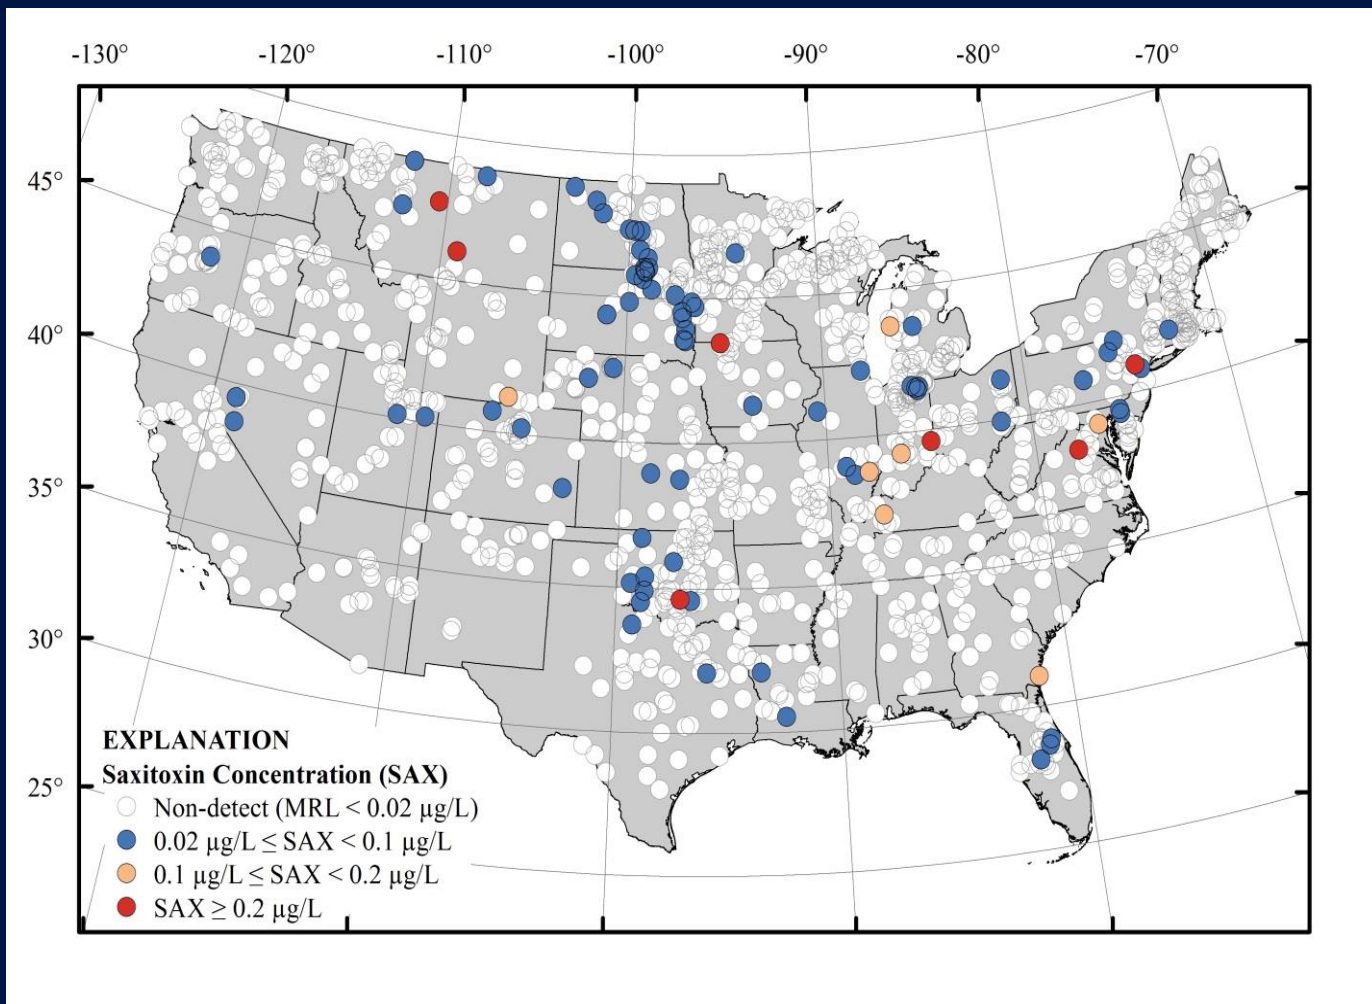 -130° -120° -110° -100° -90° -80° -70°
45°
40°
35°
30°
25°
EXPLANATION
Saxitoxin Concentration (SAX)
Non-detect (MRL < 0.02 µg/L)
0.02 µg/L ≤ SAX < 0.1 µg/L
0.1 µg/L ≤ SAX < 0.2 µg/L
SAX ≥ 0.2 µg/L